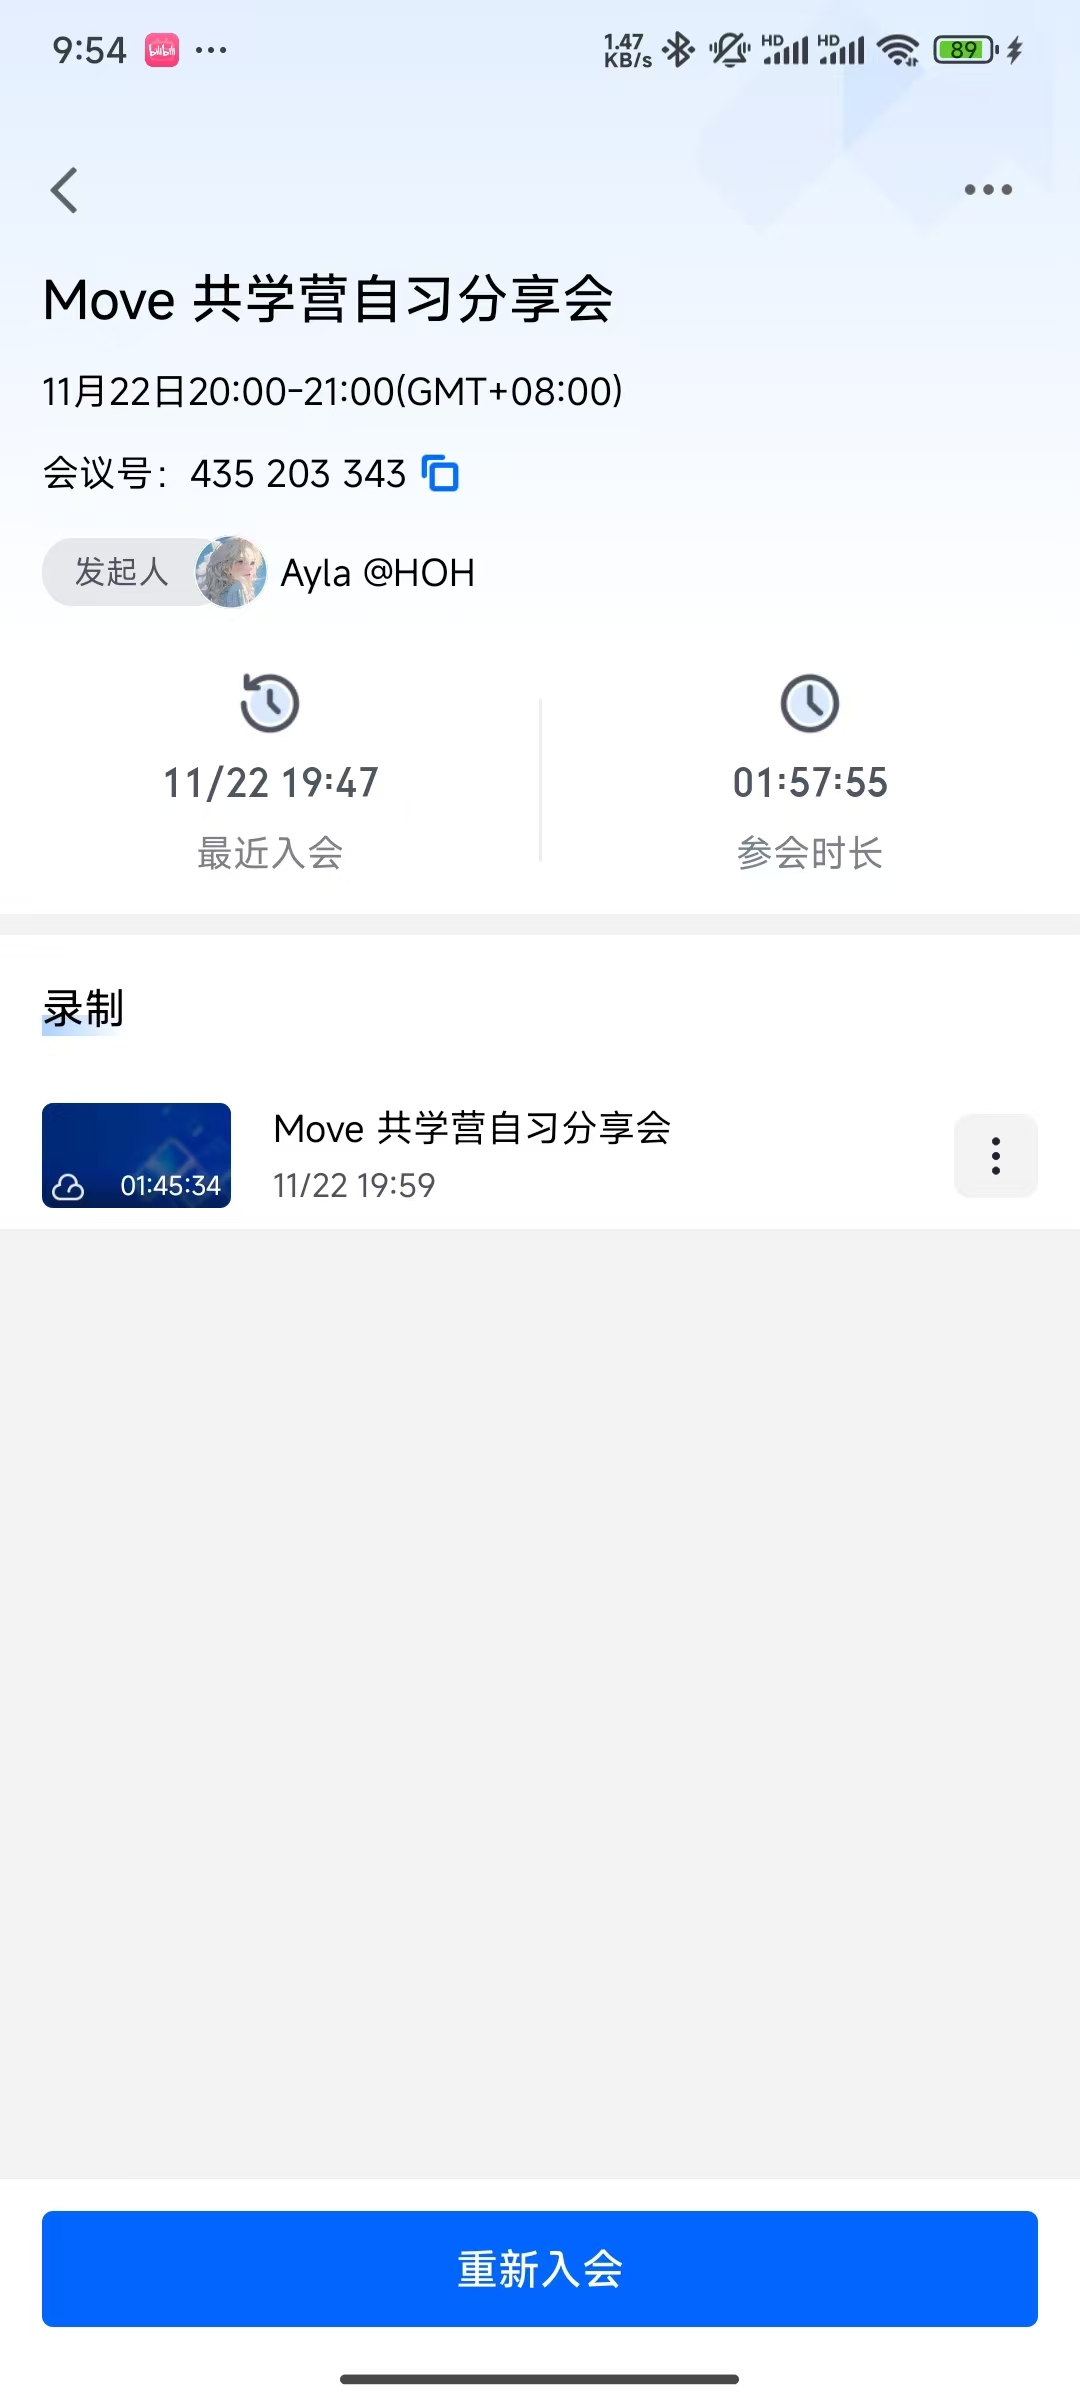 9:54 bilibili ··· 1.47 KB/s HD HD 89
Move 共学营自习分享会
11月22日20:00-21:00(GMT+08:00)
会议号：435 203 343
发起人 Ayla @HOH
11/22 19:47
最近入会
01:57:55
参会时长
录制
01:45:34
Move 共学营自习分享会
11/22 19:59
重新入会